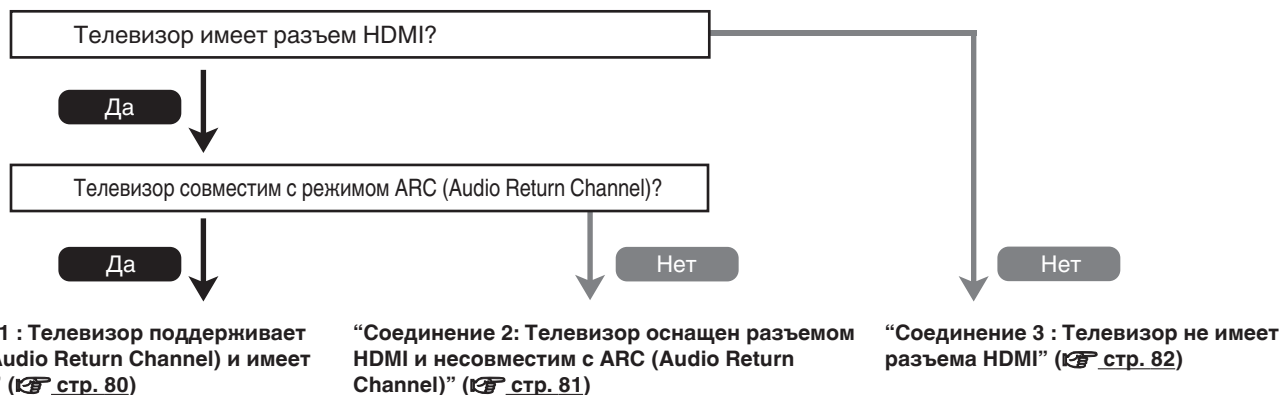 Телевизор имеет разъем HDMI?
Да
Телевизор совместим с режимом ARC (Audio Return Channel)?
Да
Нет
Нет
1 : Телевизор поддерживает
Audio Return Channel) и имеет
” (☞ стр. 80)
“Соединение 2: Телевизор оснащен разъемом
HDMI и несовместим с ARC (Audio Return
Channel)” (☞ стр. 81)
“Соединение 3 : Телевизор не имеет
разъема HDMI” (☞ стр. 82)